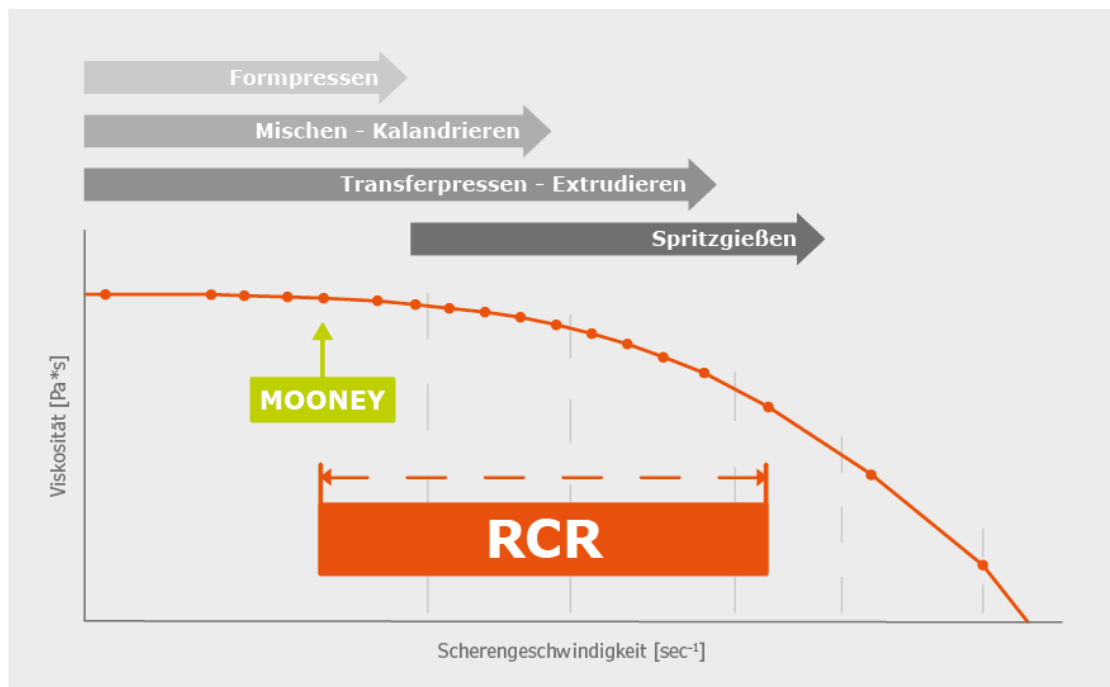 Formpressen
Mischen - Kalandrieren
Transferpressen - Extrudieren
Spritzgießen
MOONEY
RCR
Viskosität [Pa*s]
Scherengeschwindigkeit [sec⁻¹]